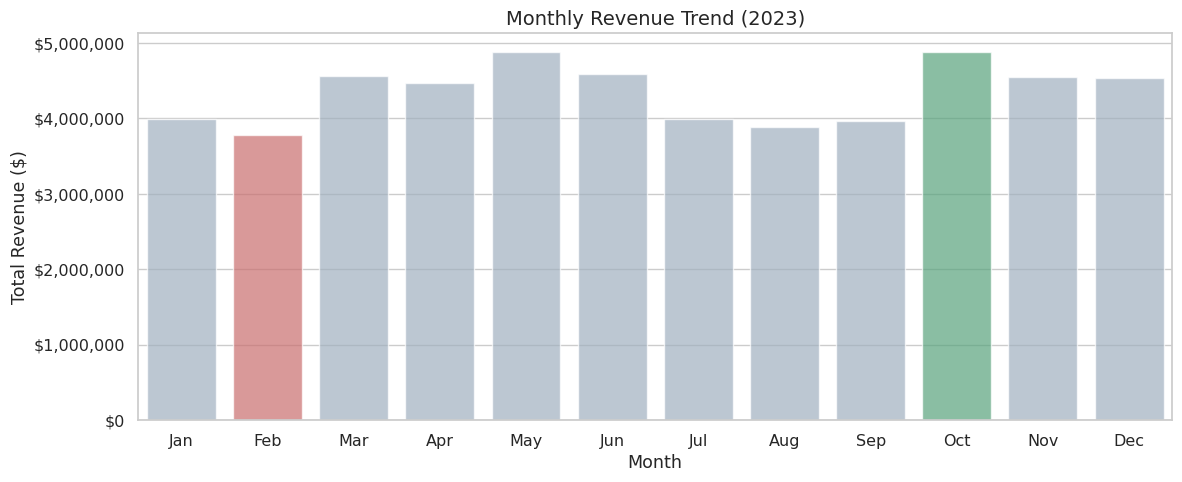 Monthly Revenue Trend (2023)
Total Revenue ($)
$5,000,000
$4,000,000
$3,000,000
$2,000,000
$1,000,000
$0
Jan Feb Mar Apr May Jun Jul Aug Sep Oct Nov Dec
Month